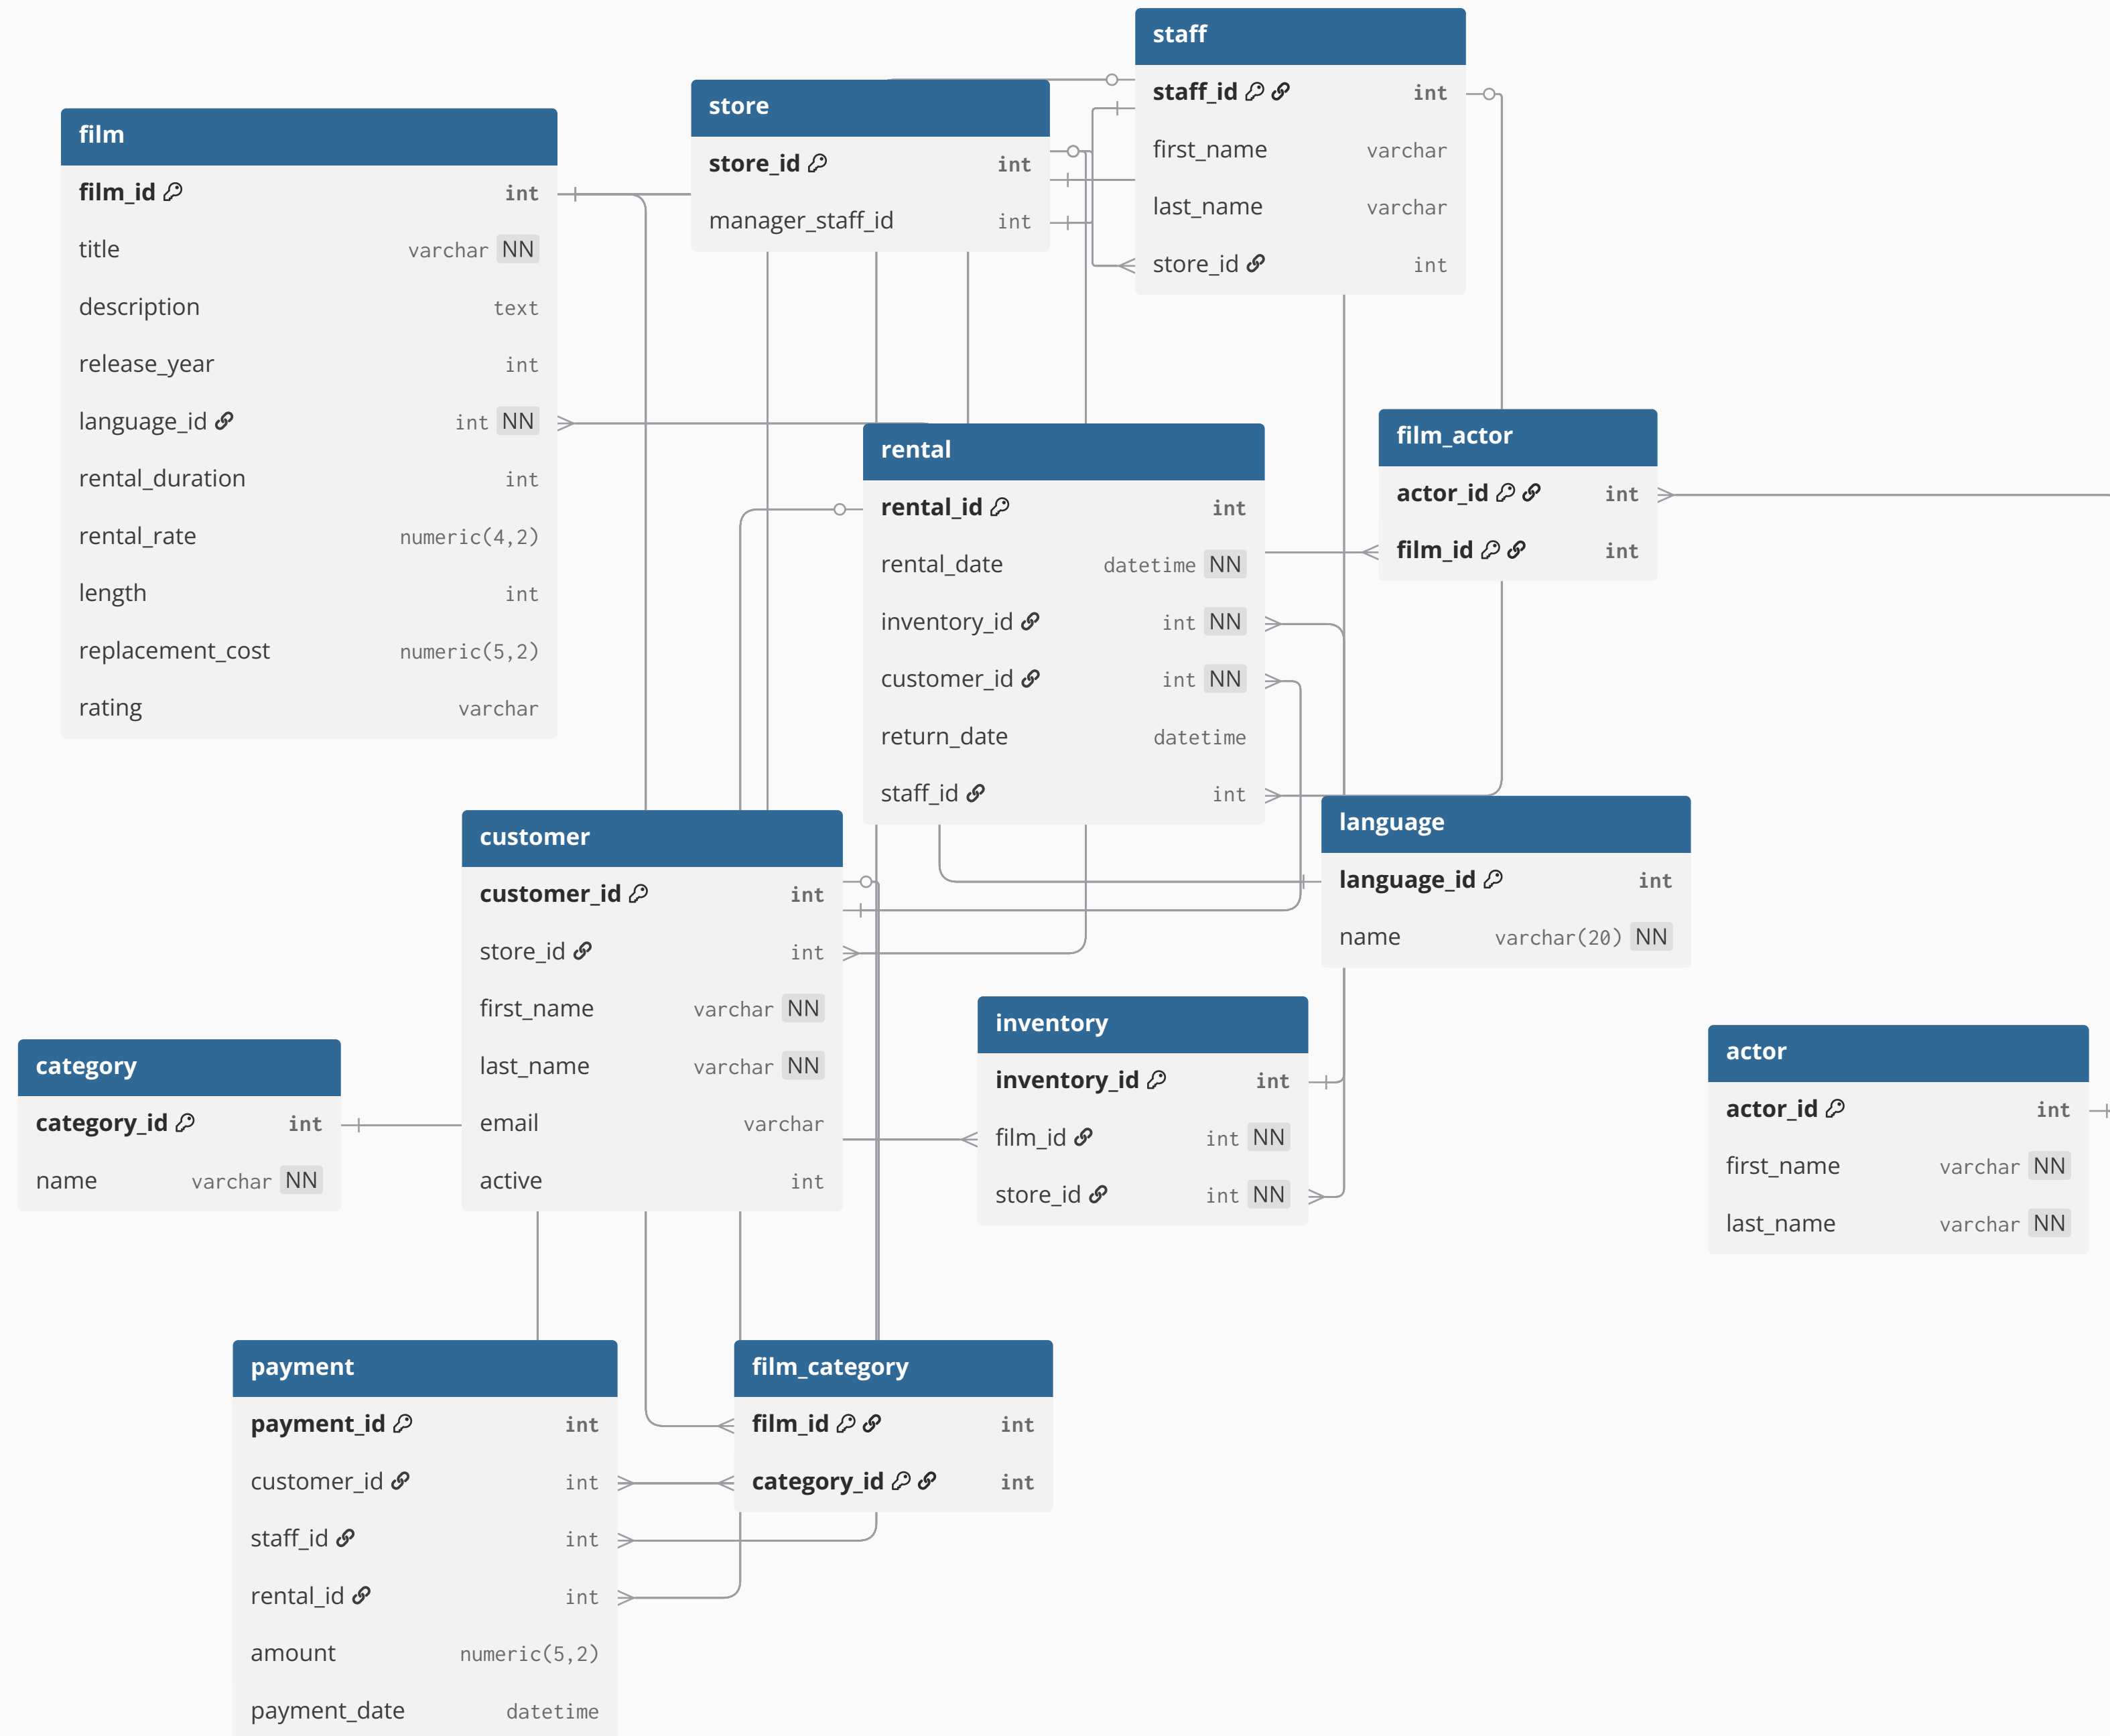 staff
staff_id int
first_name varchar
last_name varchar
store_id int
store
store_id int
manager_staff_id int
film
film_id int
title varchar NN
description text
release_year int
language_id int NN
rental_duration int
rental_rate numeric(4,2)
length int
replacement_cost numeric(5,2)
rating varchar
rental
rental_id int
rental_date datetime NN
inventory_id int NN
customer_id int NN
return_date datetime
staff_id int
film_actor
actor_id int
film_id int
customer
customer_id int
store_id int
first_name varchar NN
last_name varchar NN
email varchar
active int
language
language_id int
name varchar(20) NN
inventory
inventory_id int
film_id int NN
store_id int NN
category
category_id int
name varchar NN
actor
actor_id int
first_name varchar NN
last_name varchar NN
payment
payment_id int
customer_id int
staff_id int
rental_id int
amount numeric(5,2)
payment_date datetime
film_category
film_id int
category_id int